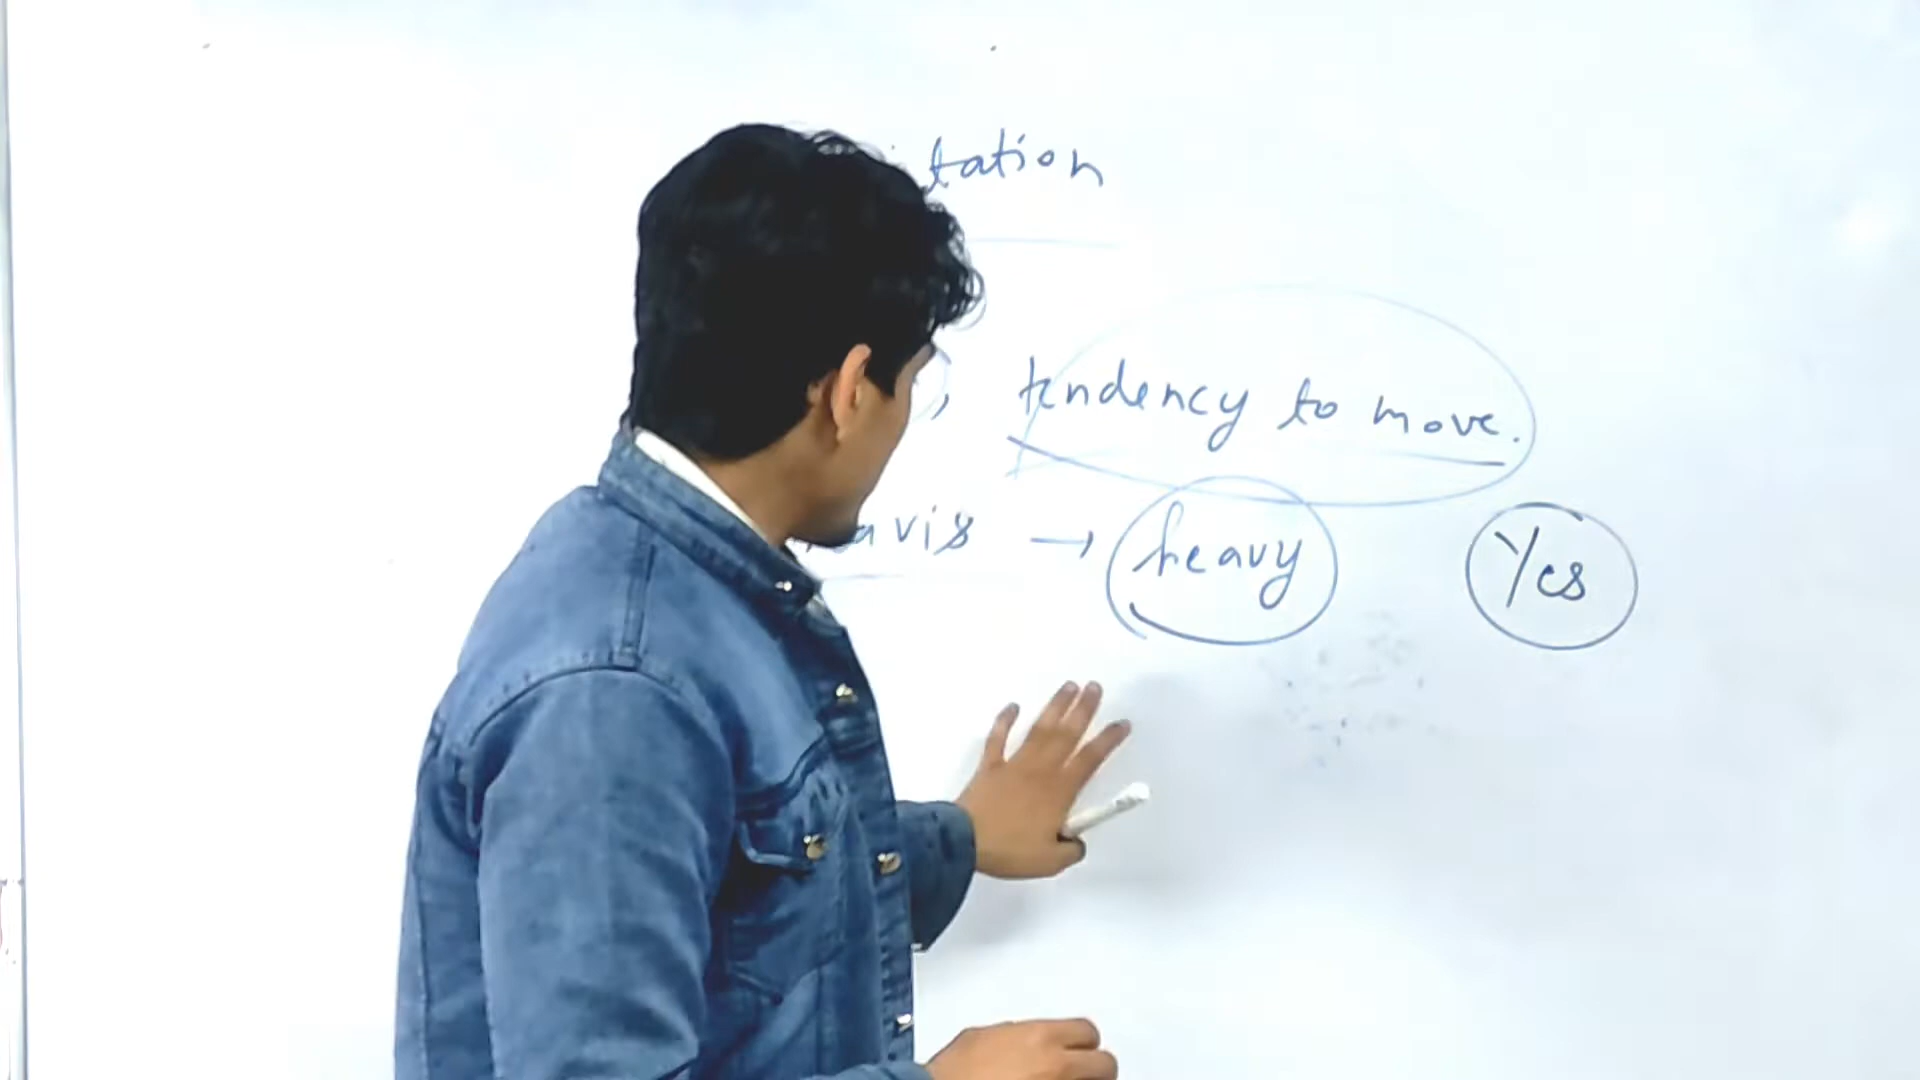 tation
, tendency to move.
avis → heavy Yes